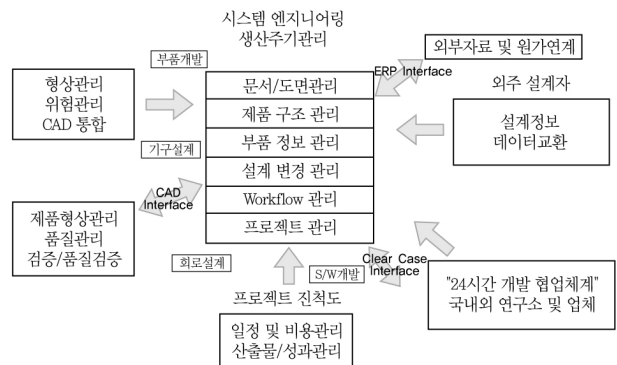 시스템 엔지니어링
생산주기관리
부품개발
외부자료 및 원가연계
ERP Interface
형상관리
위험관리
CAD 통합
문서/도면관리
제품 구조 관리
부품 정보 관리
설계 변경 관리
Workflow 관리
프로젝트 관리
외주 설계자
설계정보
데이터교환
기구설계
CAD
Interface
제품형상관리
품질관리
검증/품질검증
회로설계
S/W개발
Clear Case
Interface
"24시간 개발 협업체계"
국내외 연구소 및 업체
프로젝트 진척도
일정 및 비용관리
산출물/성과관리